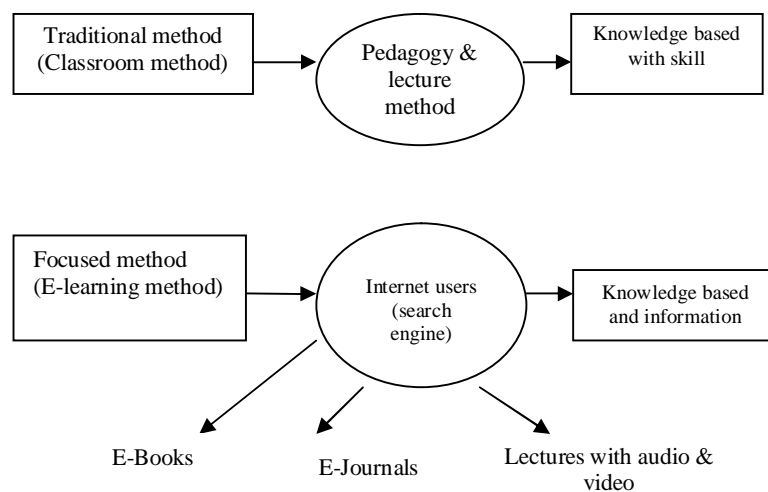 Traditional method
(Classroom method)
Pedagogy &
lecture
method
Knowledge based
with skill
Focused method
(E-learning method)
Internet users
(search
engine)
Knowledge based
and information
E-Books
E-Journals
Lectures with audio &
video